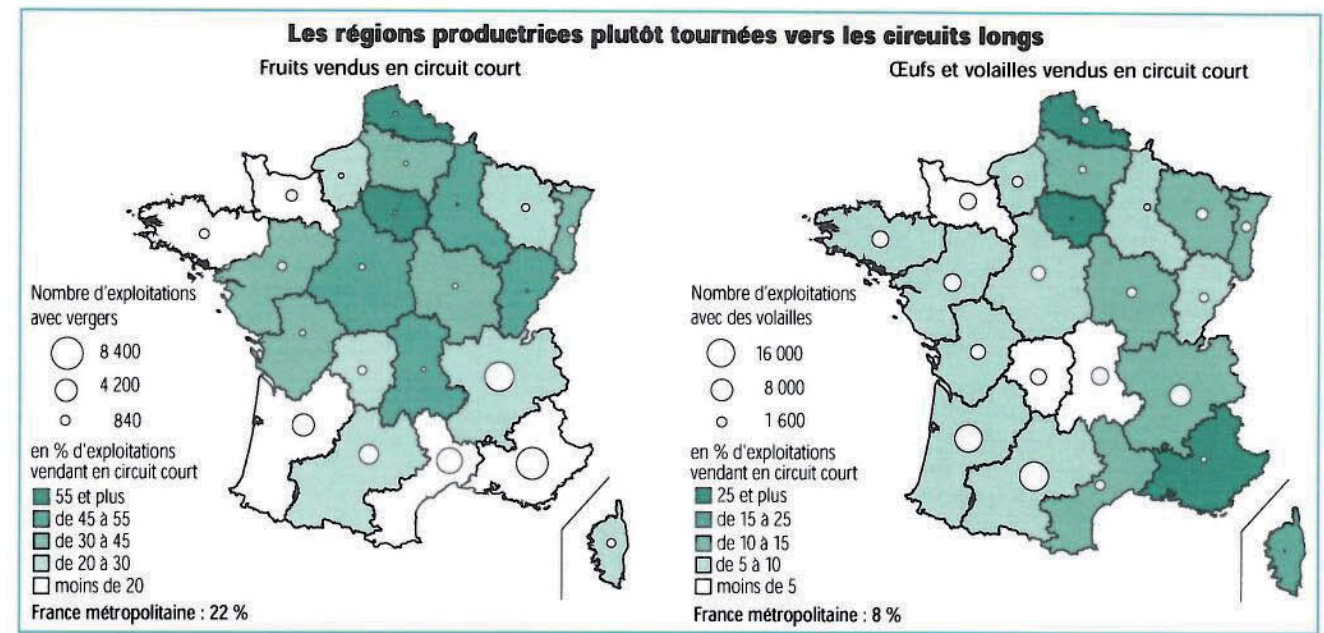 Les régions productrices plutôt tournées vers les circuits longs
Fruits vendus en circuit court
Nombre d'exploitations
avec vergers
8 400
4 200
840
en % d'exploitations
vendant en circuit court
55 et plus
de 45 à 55
de 30 à 45
de 20 à 30
moins de 20
France métropolitaine : 22 %
Œufs et volailles vendus en circuit court
Nombre d'exploitations
avec des volailles
16 000
8 000
1 600
en % d'exploitations
vendant en circuit court
25 et plus
de 15 à 25
de 10 à 15
de 5 à 10
moins de 5
France métropolitaine : 8 %